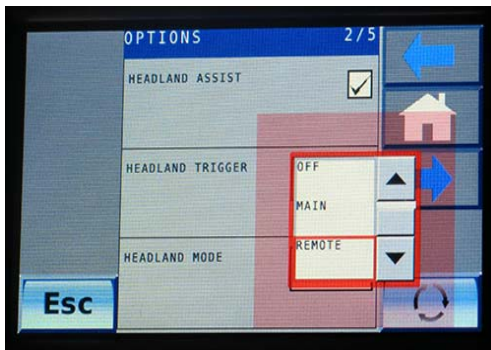 OPTIONS 2/5
HEADLAND ASSIST
HEADLAND TRIGGER
OFF
MAIN
REMOTE
HEADLAND MODE
Esc